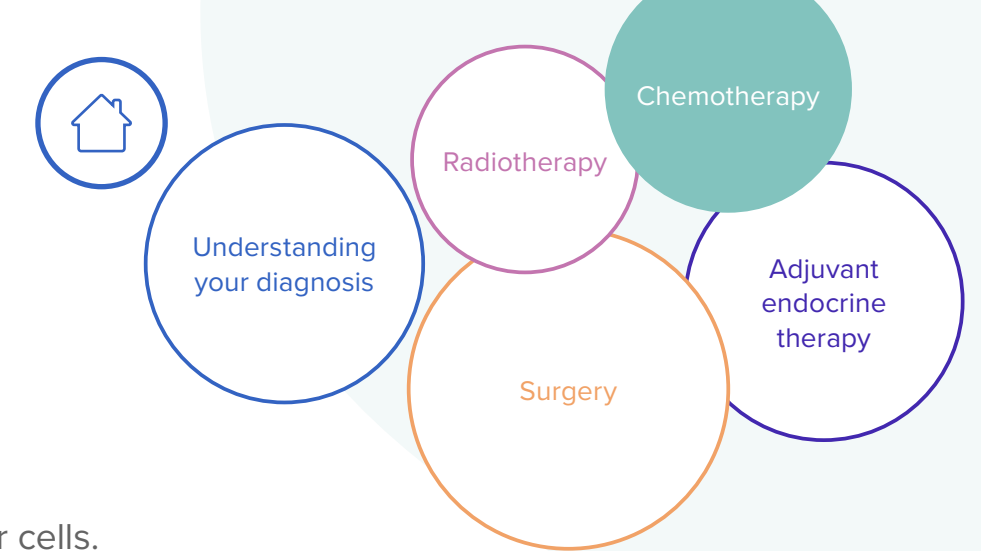 Chemotherapy
Radiotherapy
Understanding
your diagnosis
Adjuvant
endocrine
therapy
Surgery
r cells.